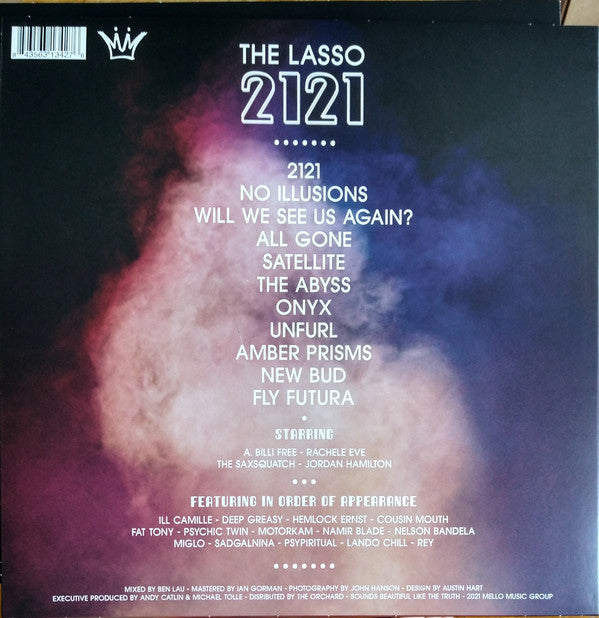 8 43563 13427 6
THE LASSO
2121
2121
NO ILLUSIONS
WILL WE SEE US AGAIN?
ALL GONE
SATELLITE
THE ABYSS
ONYX
UNFURL
AMBER PRISMS
NEW BUD
FLY FUTURA
STARRING
A. BILLI FREE - RACHELE EVE
THE SAXSQUATCH - JORDAN HAMILTON
FEATURING IN ORDER OF APPEARANCE
ILL CAMILLE - DEEP GREASY - HEMLOCK ERNST - COUSIN MOUTH
FAT TONY - PSYCHIC TWIN - MOTORKAM - NAMIR BLADE - NELSON BANDELA
MIGLO - SADGALNINA - PSYPIRITUAL - LANDO CHILL - REY
MIXED BY BEN LAU - MASTERED BY IAN GORMAN - PHOTOGRAPHY BY JOHN HANSON - DESIGN BY AUSTIN HART
EXECUTIVE PRODUCED BY ANDY CATLIN & MICHAEL TOLLE - DISRIBUTED BY THE ORCHARD - SOUNDS BEAUTIFUL LIKE THE TRUTH - 2021 MELLO MUSIC GROUP